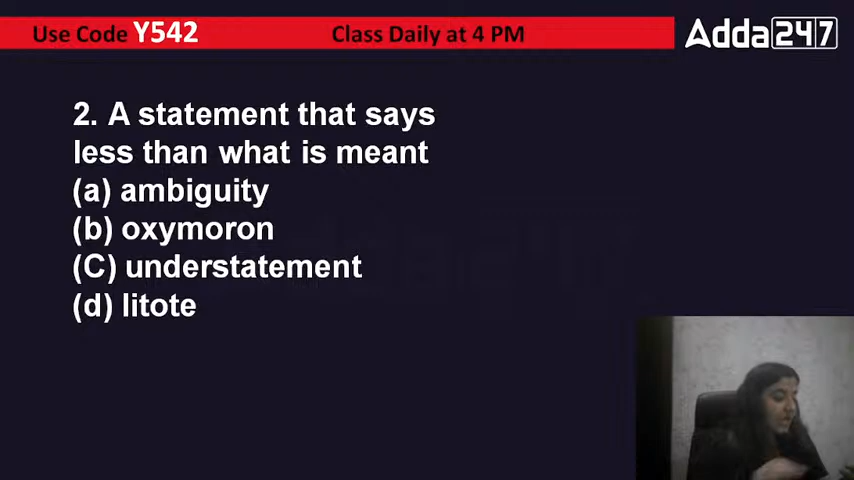 Use Code Y542 Class Daily at 4 PM Adda247
2. A statement that says
less than what is meant
(a) ambiguity
(b) oxymoron
(C) understatement
(d) litote